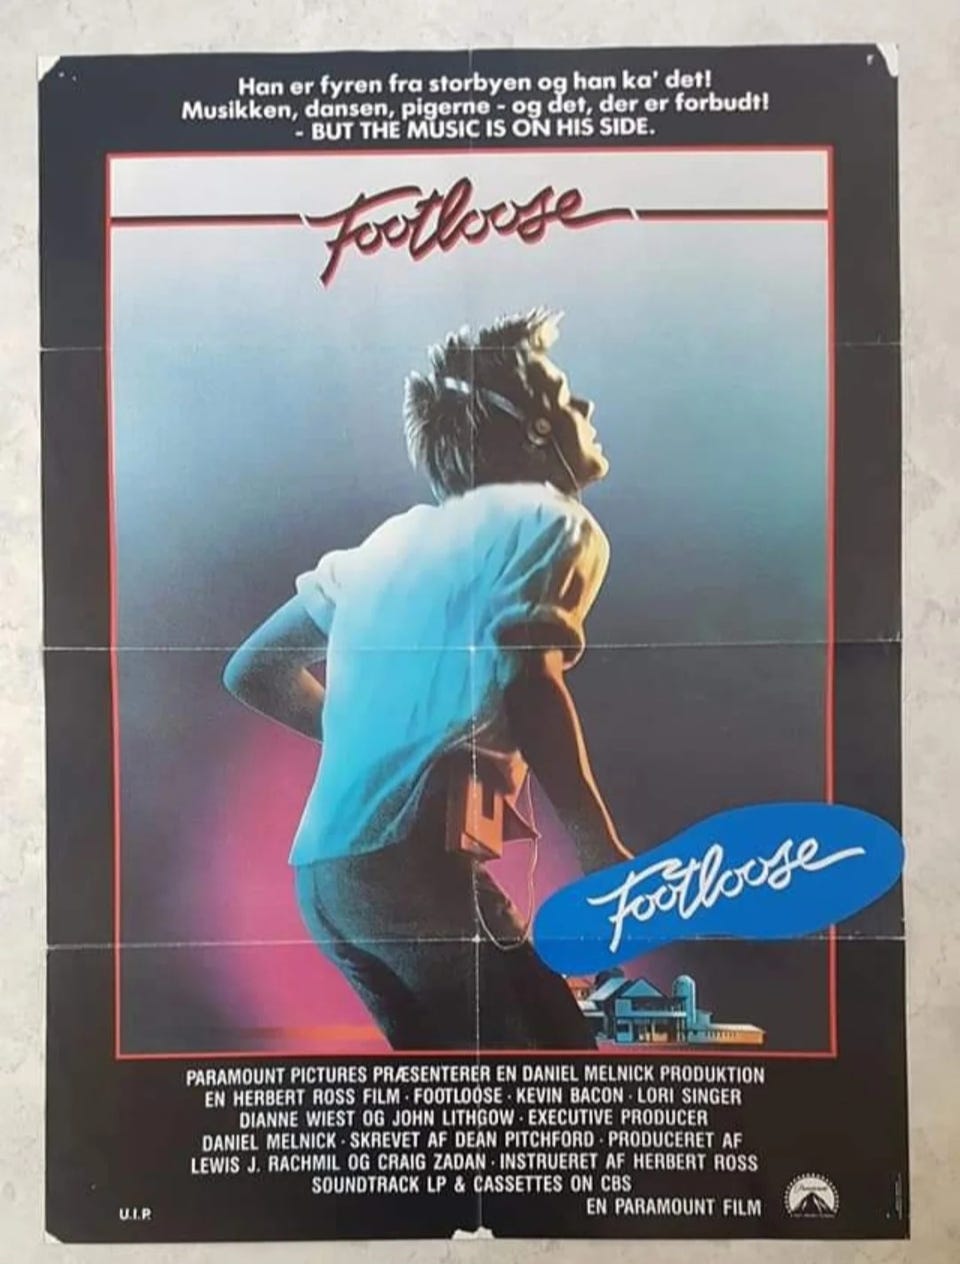 Han er fyren fra storbyen og han ka' det!
Musikken, dansen, pigerne - og det, der er forbudt!
- BUT THE MUSIC IS ON HIS SIDE.
Footloose
Footloose
PARAMOUNT PICTURES PRÆSENTERER EN DANIEL MELNICK PRODUKTION
EN HERBERT ROSS FILM · FOOTLOOSE · KEVIN BACON · LORI SINGER
DIANNE WIEST OG JOHN LITHGOW · EXECUTIVE PRODUCER
DANIEL MELNICK · SKREVET AF DEAN PITCHFORD · PRODUCERET AF
LEWIS J. RACHMIL OG CRAIG ZADAN · INSTRUERET AF HERBERT ROSS
SOUNDTRACK LP & CASSETTES ON CBS
EN PARAMOUNT FILM
Paramount
U.I.P.